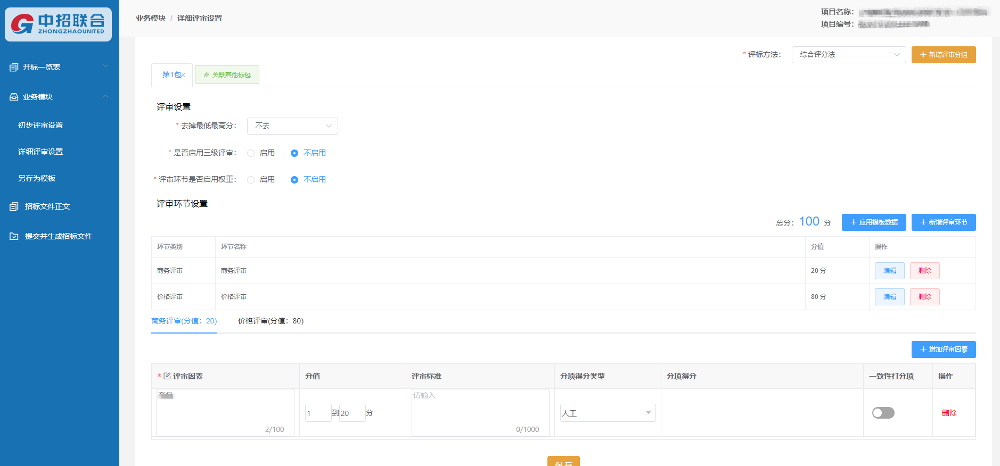 中招联合
ZHONGZHAOUNITED
开标一览表
业务模块
初步评审设置
详细评审设置
另存为模板
招标文件正文
提交并生成招标文件
业务模块 / 详细评审设置
项目名称：
项目编号：
* 评标方法： 综合评分法 + 新增评审分组
第1包× 关联其他标包
评审设置
* 去掉最低最高分： 不去
* 是否启用三级评审： 启用 不启用
* 评审环节是否启用权重： 启用 不启用
评审环节设置
总分：100 分 + 应用模板数据 + 新增评审环节
环节类别 环节名称 分值 操作
商务评审 商务评审 20 分 编辑 删除
价格评审 价格评审 80 分 编辑 删除
商务评审(分值：20) 价格评审(分值：80)
+ 增加评审因素
* 评审因素 分值 评审标准 分项得分类型 分项得分 一致性打分项 操作
请输入
1 到 20 分 人工 删除
2/100 0/1000
保 存